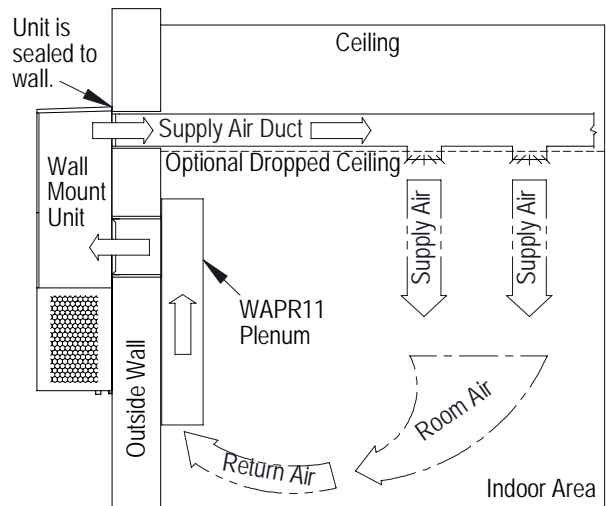 Unit is
sealed to
wall.
Ceiling
Supply Air Duct
Optional Dropped Ceiling
Wall
Mount
Unit
Supply Air
Supply Air
WAPR11
Plenum
Outside Wall
Room Air
Return Air
Indoor Area